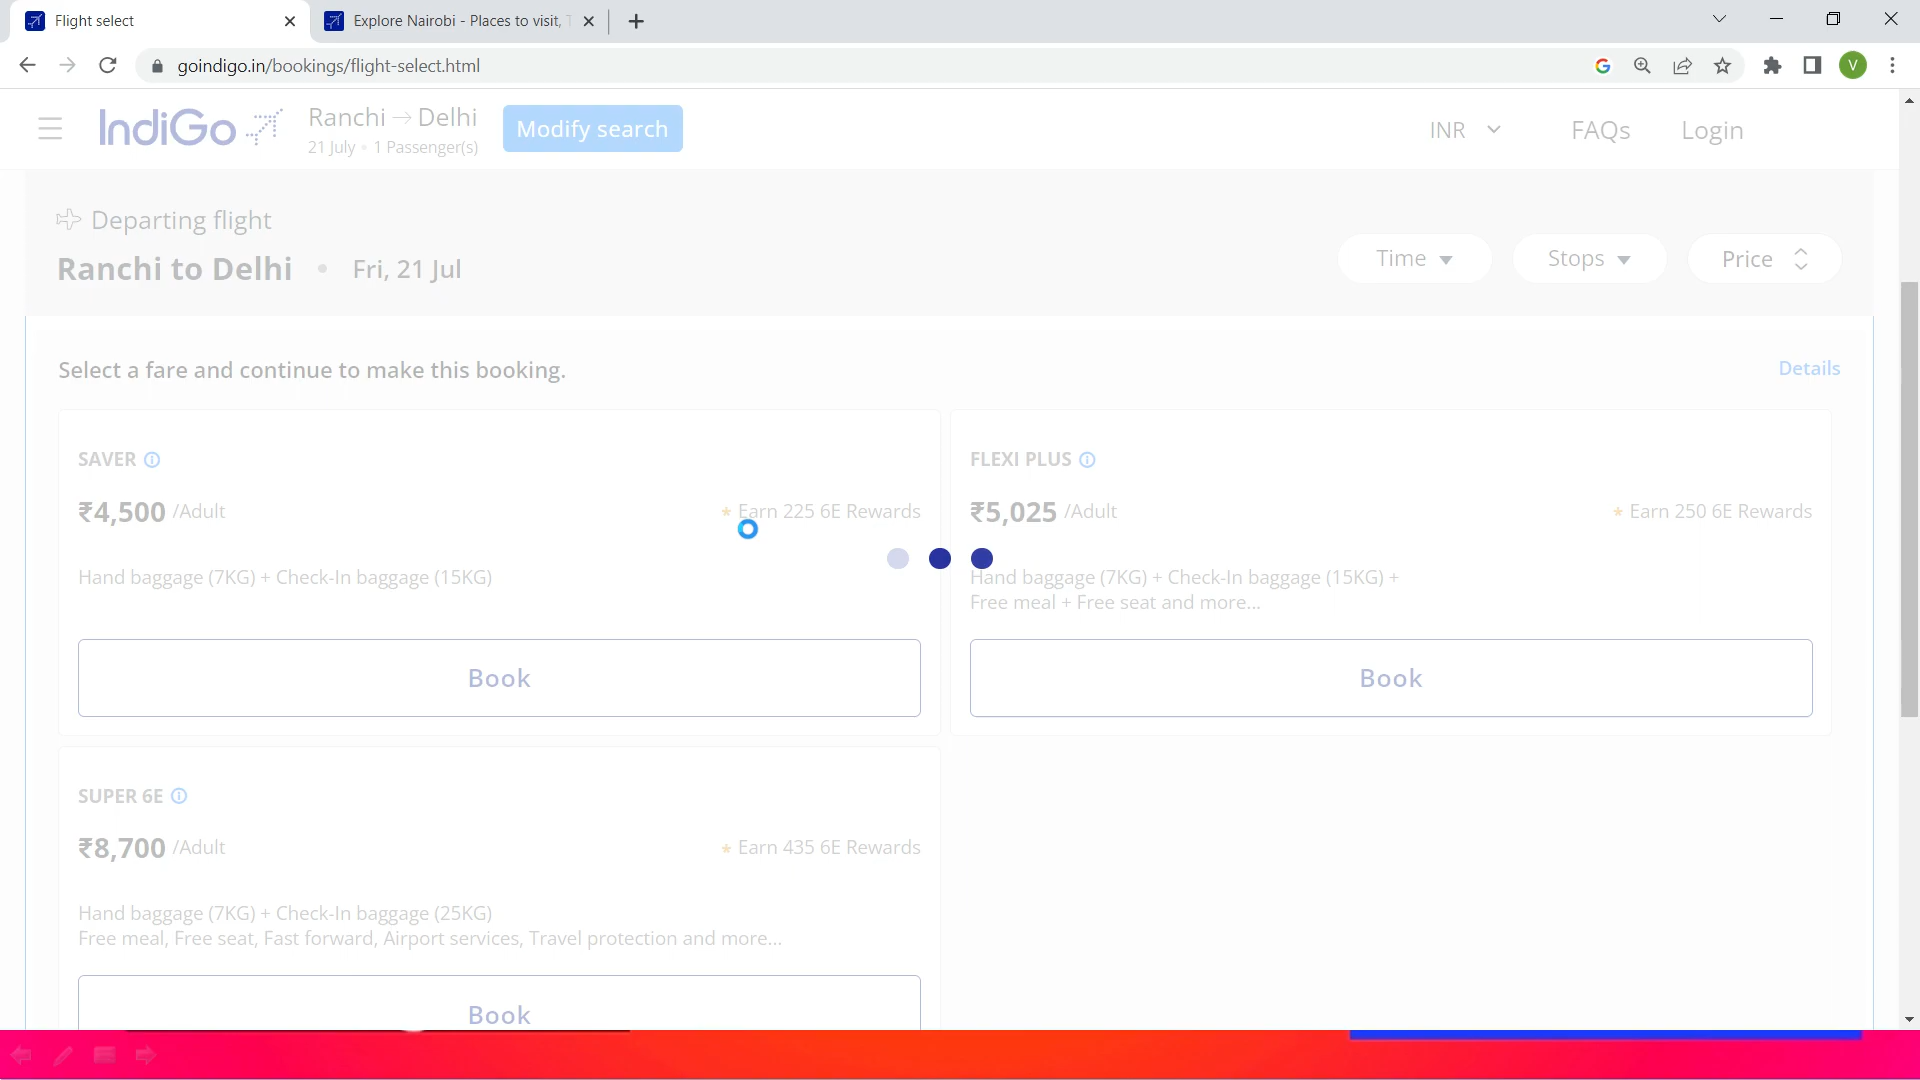 Flight select
Explore Nairobi - Places to visit,
goindigo.in/bookings/flight-select.html
V
IndiGo
Ranchi → Delhi
21 July • 1 Passenger(s)
Modify search
INR
FAQs
Login
Departing flight
Ranchi to Delhi • Fri, 21 Jul
Time
Stops
Price
Select a fare and continue to make this booking.
Details
SAVER
₹4,500 /Adult
* Earn 225 6E Rewards
Hand baggage (7KG) + Check-In baggage (15KG)
Book
FLEXI PLUS
₹5,025 /Adult
* Earn 250 6E Rewards
Hand baggage (7KG) + Check-In baggage (15KG) +
Free meal + Free seat and more...
Book
SUPER 6E
₹8,700 /Adult
* Earn 435 6E Rewards
Hand baggage (7KG) + Check-In baggage (25KG)
Free meal, Free seat, Fast forward, Airport services, Travel protection and more...
Book